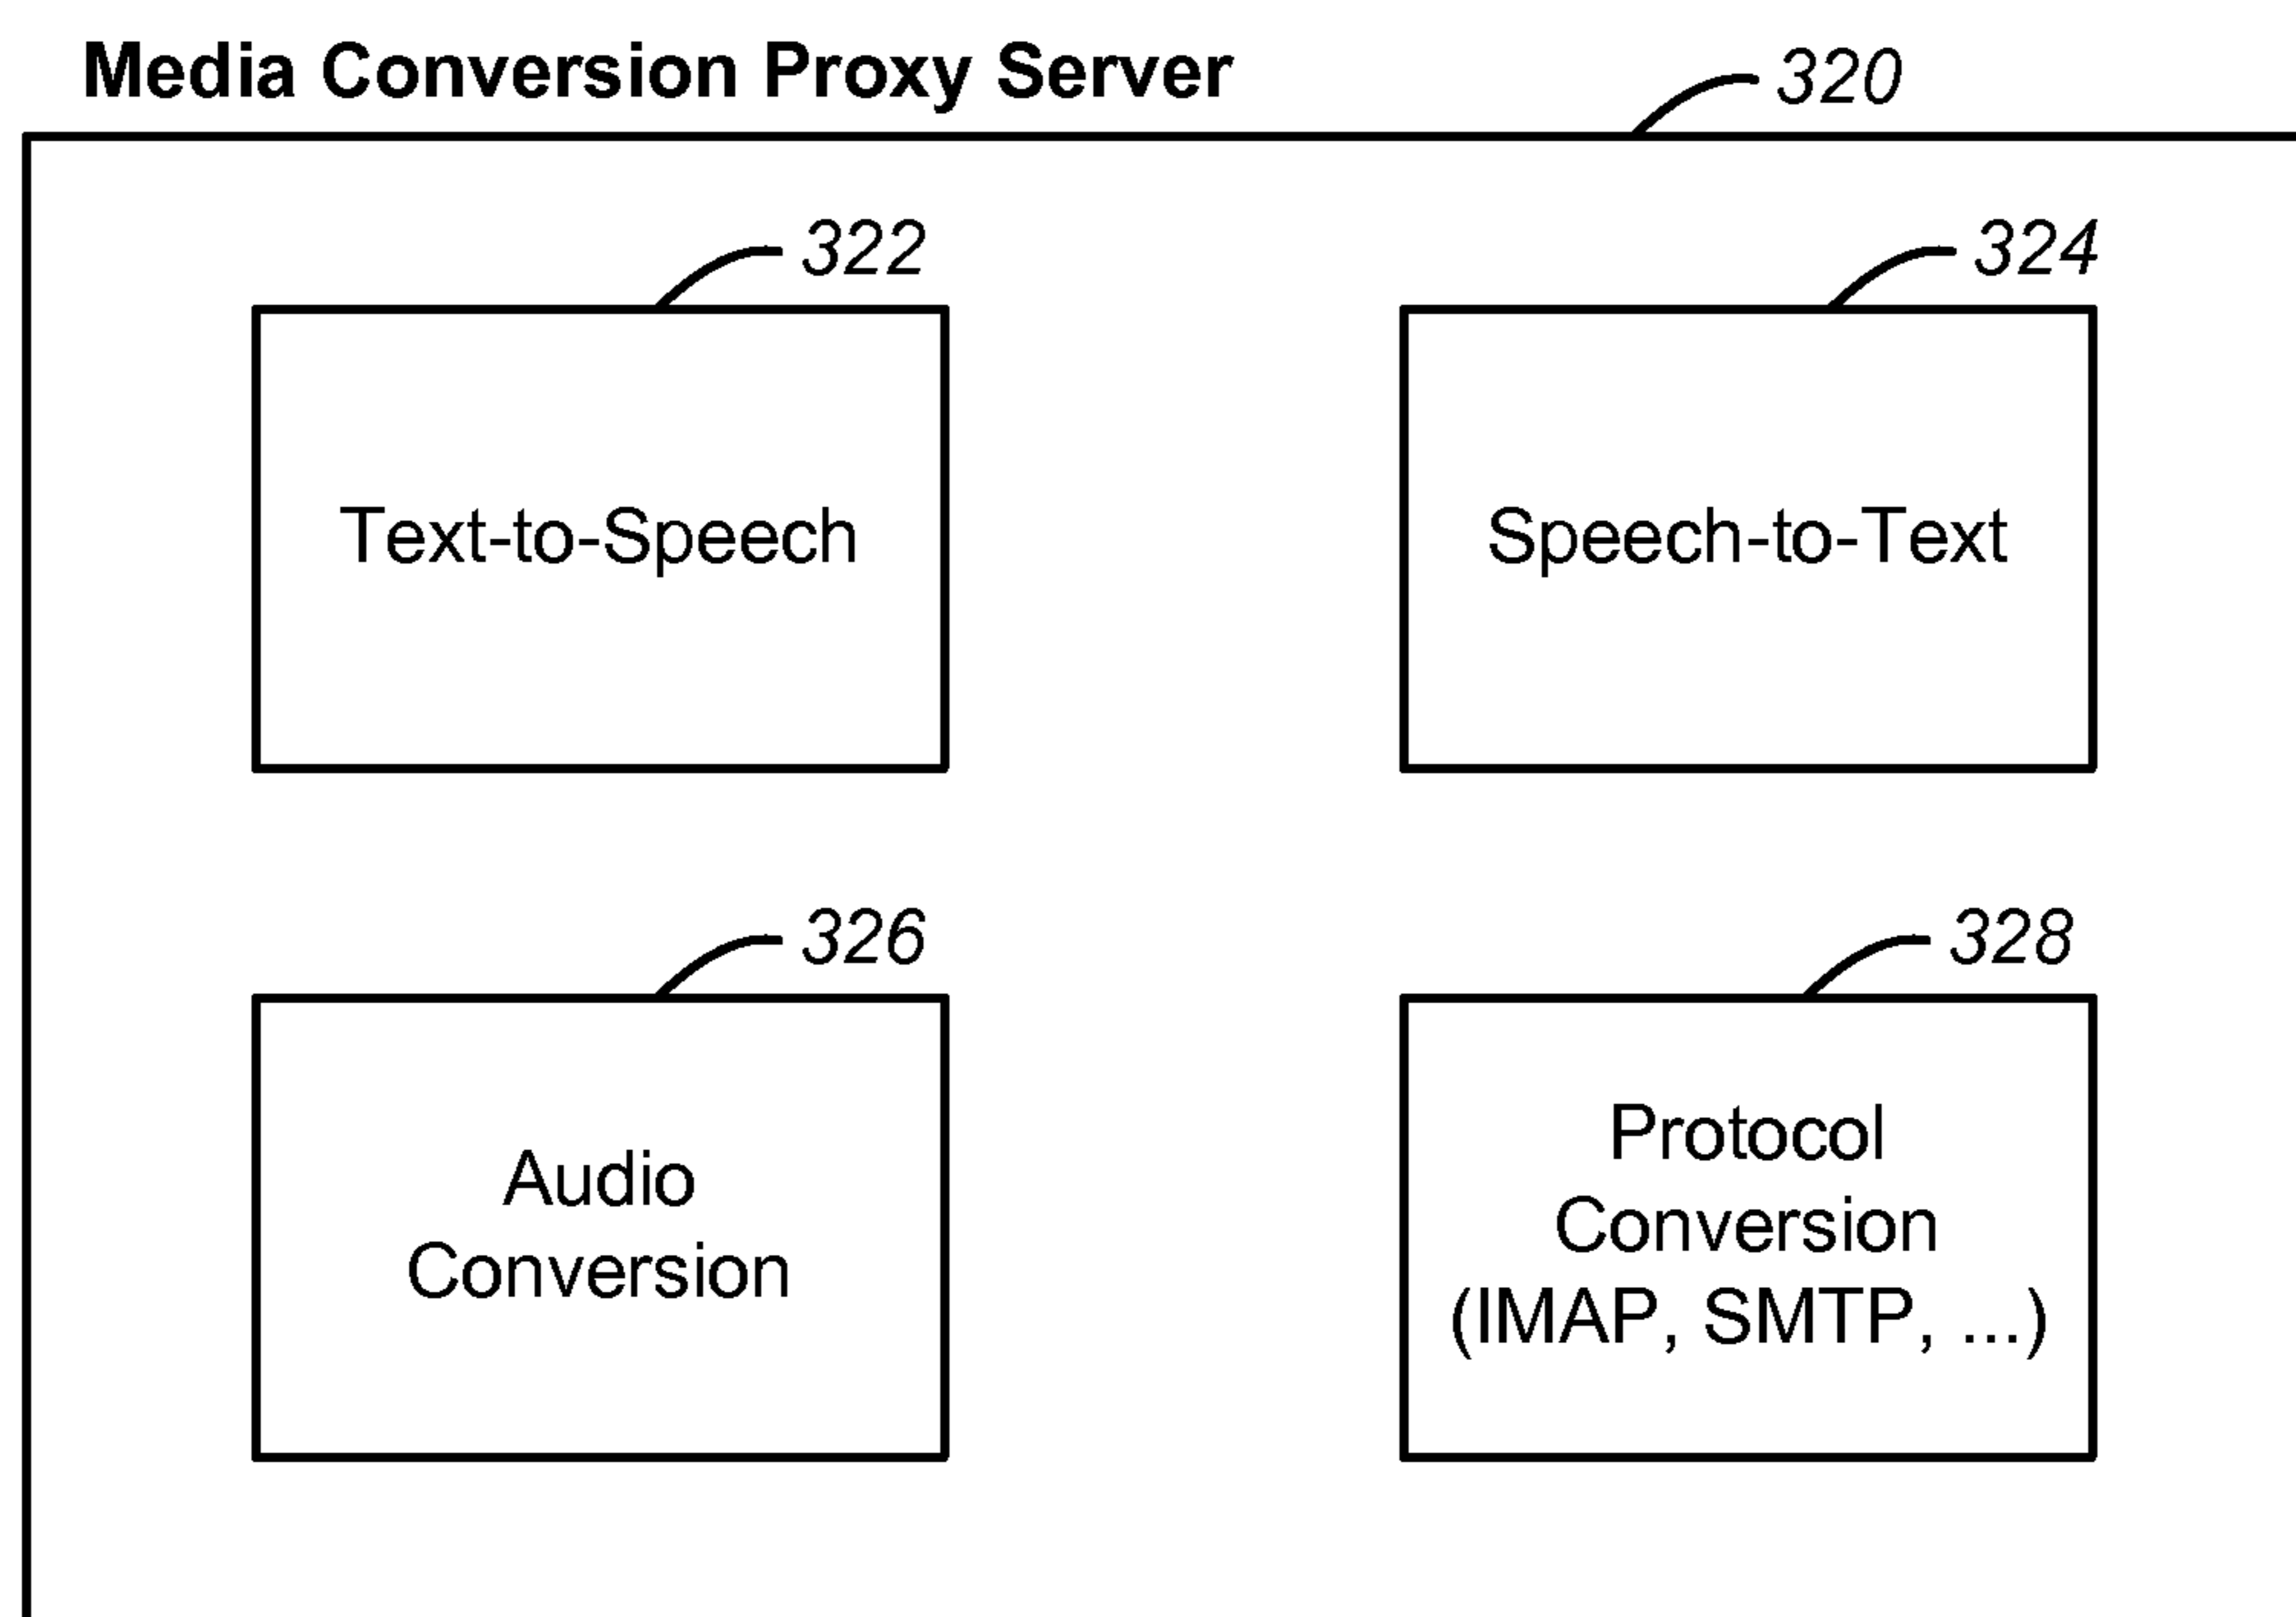 Media Conversion Proxy Server
320
322
324
Text-to-Speech
Speech-to-Text
326
328
Audio
Conversion
Protocol
Conversion
(IMAP, SMTP, ...)